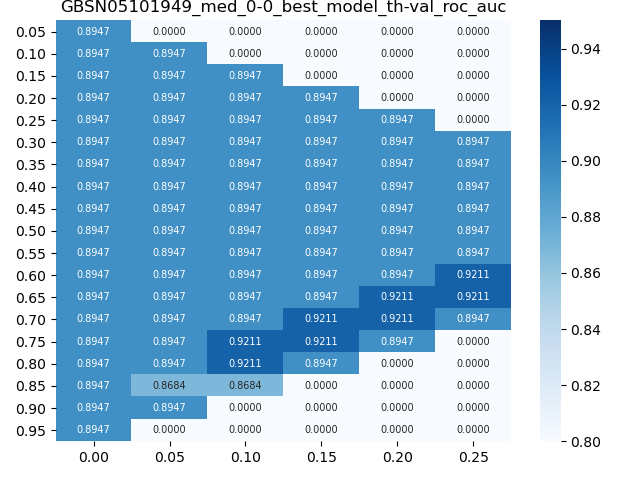 GBSN05101949_med_0-0_best_model_th-val_roc_auc
0.05 0.8947 0.0000 0.0000 0.0000 0.0000 0.0000
0.10 0.8947 0.8947 0.0000 0.0000 0.0000 0.0000
0.15 0.8947 0.8947 0.8947 0.0000 0.0000 0.0000
0.20 0.8947 0.8947 0.8947 0.8947 0.0000 0.0000
0.25 0.8947 0.8947 0.8947 0.8947 0.8947 0.0000
0.30 0.8947 0.8947 0.8947 0.8947 0.8947 0.8947
0.35 0.8947 0.8947 0.8947 0.8947 0.8947 0.8947
0.40 0.8947 0.8947 0.8947 0.8947 0.8947 0.8947
0.45 0.8947 0.8947 0.8947 0.8947 0.8947 0.8947
0.50 0.8947 0.8947 0.8947 0.8947 0.8947 0.8947
0.55 0.8947 0.8947 0.8947 0.8947 0.8947 0.8947
0.60 0.8947 0.8947 0.8947 0.8947 0.8947 0.9211
0.65 0.8947 0.8947 0.8947 0.8947 0.9211 0.9211
0.70 0.8947 0.8947 0.8947 0.9211 0.9211 0.8947
0.75 0.8947 0.8947 0.9211 0.9211 0.8947 0.0000
0.80 0.8947 0.8947 0.9211 0.8947 0.0000 0.0000
0.85 0.8947 0.8684 0.8684 0.0000 0.0000 0.0000
0.90 0.8947 0.8947 0.0000 0.0000 0.0000 0.0000
0.95 0.8947 0.0000 0.0000 0.0000 0.0000 0.0000
0.00 0.05 0.10 0.15 0.20 0.25
0.94
0.92
0.90
0.88
0.86
0.84
0.82
0.80